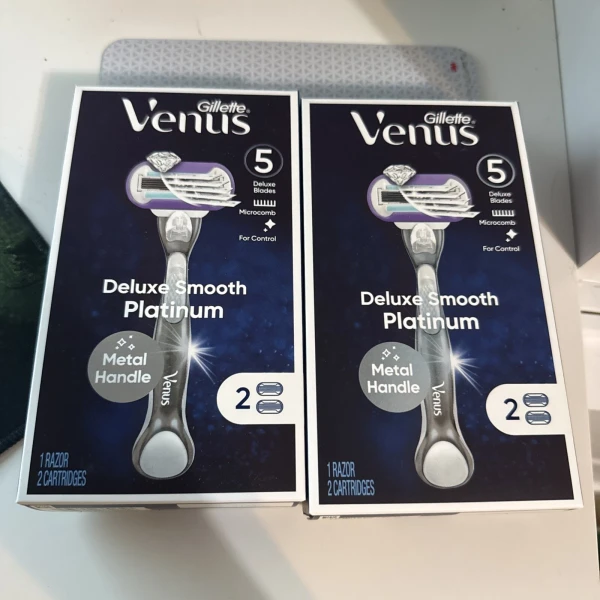 Gillette
Venus
5
Deluxe
Blades
Microcomb
For Control
Deluxe Smooth
Platinum
Metal
Handle
Venus
2
1 RAZOR
2 CARTRIDGES
Gillette
Venus
5
Deluxe
Blades
Microcomb
For Control
Deluxe Smooth
Platinum
Metal
Handle
Venus
2
1 RAZOR
2 CARTRIDGES